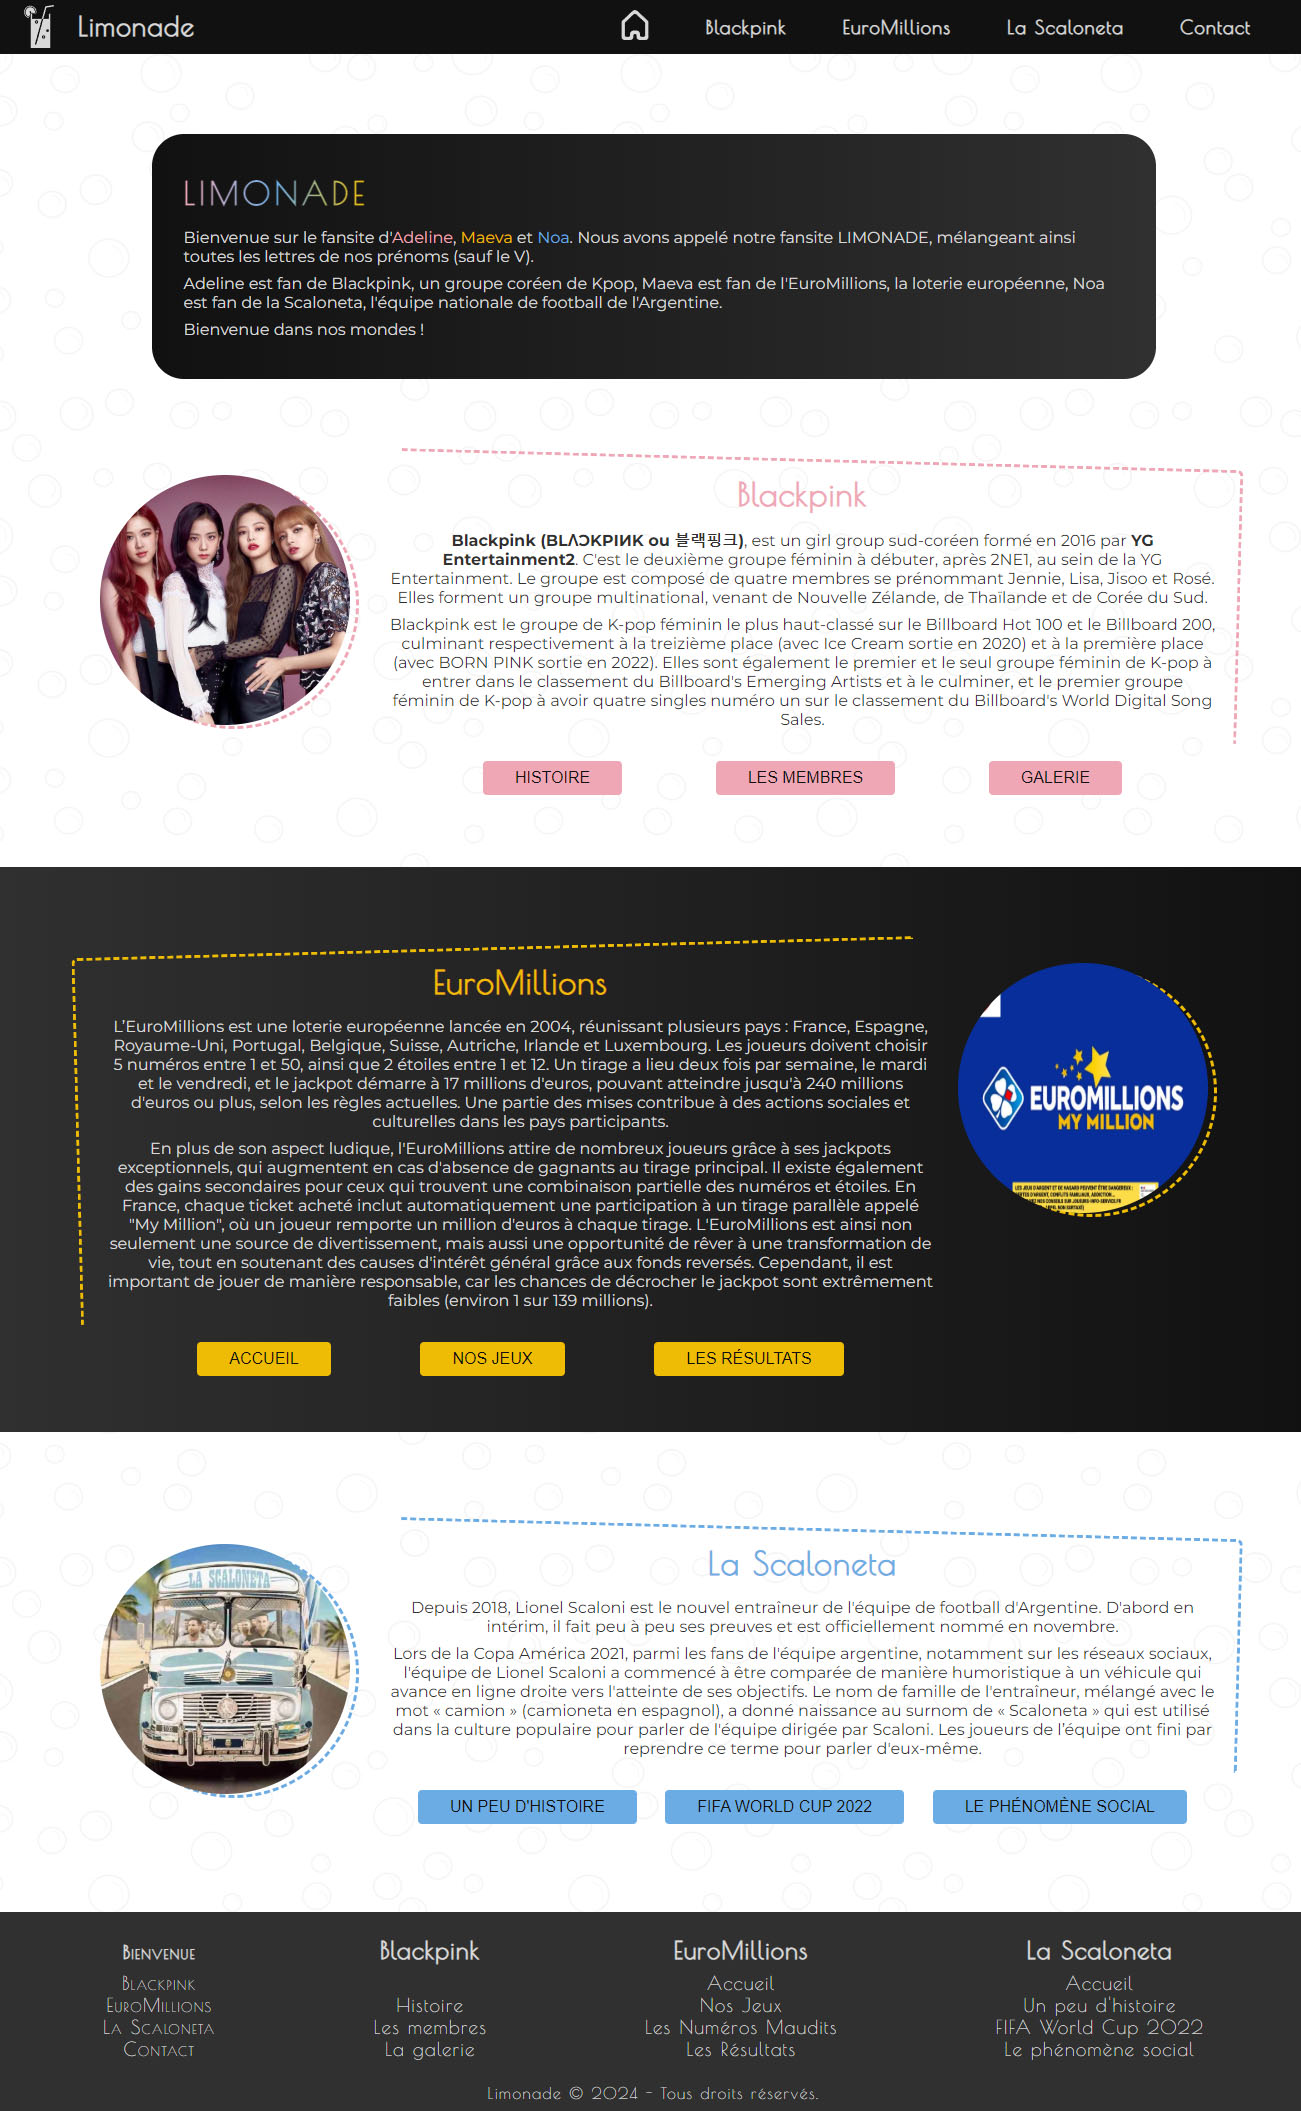 Limonade
Blackpink
EuroMillions
La Scaloneta
Contact
LIMONADE
Bienvenue sur le fansite d'Adeline, Maeva et Noa. Nous avons appelé notre fansite LIMONADE, mélangeant ainsi
toutes les lettres de nos prénoms (sauf le V).
Adeline est fan de Blackpink, un groupe coréen de Kpop, Maeva est fan de l'EuroMillions, la loterie européenne, Noa
est fan de la Scaloneta, l'équipe nationale de football de l'Argentine.
Bienvenue dans nos mondes !
Blackpink
Blackpink (BLΛƆKPIИK ou 블랙핑크), est un girl group sud-coréen formé en 2016 par YG
Entertainment2. C'est le deuxième groupe féminin à débuter, après 2NE1, au sein de la YG
Entertainment. Le groupe est composé de quatre membres se prénommant Jennie, Lisa, Jisoo et Rosé.
Elles forment un groupe multinational, venant de Nouvelle Zélande, de Thaïlande et de Corée du Sud.
Blackpink est le groupe de K-pop féminin le plus haut-classé sur le Billboard Hot 100 et le Billboard 200,
culminant respectivement à la treizième place (avec Ice Cream sortie en 2020) et à la première place
(avec BORN PINK sortie en 2022). Elles sont également le premier et le seul groupe féminin de K-pop à
entrer dans le classement du Billboard's Emerging Artists et à le culminer, et le premier groupe
féminin de K-pop à avoir quatre singles numéro un sur le classement du Billboard's World Digital Song
Sales.
HISTOIRE
LES MEMBRES
GALERIE
EuroMillions
L'EuroMillions est une loterie européenne lancée en 2004, réunissant plusieurs pays : France, Espagne,
Royaume-Uni, Portugal, Belgique, Suisse, Autriche, Irlande et Luxembourg. Les joueurs doivent choisir
5 numéros entre 1 et 50, ainsi que 2 étoiles entre 1 et 12. Un tirage a lieu deux fois par semaine, le mardi
et le vendredi, et le jackpot démarre à 17 millions d'euros, pouvant atteindre jusqu'à 240 millions
d'euros ou plus, selon les règles actuelles. Une partie des mises contribue à des actions sociales et
culturelles dans les pays participants.
En plus de son aspect ludique, l'EuroMillions attire de nombreux joueurs grâce à ses jackpots
exceptionnels, qui augmentent en cas d'absence de gagnants au tirage principal. Il existe également
des gains secondaires pour ceux qui trouvent une combinaison partielle des numéros et étoiles. En
France, chaque ticket acheté inclut automatiquement une participation à un tirage parallèle appelé
"My Million", où un joueur remporte un million d'euros à chaque tirage. L'EuroMillions est ainsi non
seulement une source de divertissement, mais aussi une opportunité de rêver à une transformation de
vie, tout en soutenant des causes d'intérêt général grâce aux fonds reversés. Cependant, il est
important de jouer de manière responsable, car les chances de décrocher le jackpot sont extrêmement
faibles (environ 1 sur 139 millions).
EUROMILLIONS
MY MILLION
ACCUEIL
NOS JEUX
LES RÉSULTATS
LA SCALONETA
La Scaloneta
Depuis 2018, Lionel Scaloni est le nouvel entraîneur de l'équipe de football d'Argentine. D'abord en
intérim, il fait peu à peu ses preuves et est officiellement nommé en novembre.
Lors de la Copa América 2021, parmi les fans de l'équipe argentine, notamment sur les réseaux sociaux,
l'équipe de Lionel Scaloni a commencé à être comparée de manière humoristique à un véhicule qui
avance en ligne droite vers l'atteinte de ses objectifs. Le nom de famille de l'entraîneur, mélangé avec le
mot « camion » (camioneta en espagnol), a donné naissance au surnom de « Scaloneta » qui est utilisé
dans la culture populaire pour parler de l'équipe dirigée par Scaloni. Les joueurs de l'équipe ont fini par
reprendre ce terme pour parler d'eux-même.
UN PEU D'HISTOIRE
FIFA WORLD CUP 2022
LE PHÉNOMÈNE SOCIAL
Bienvenue
Blackpink
EuroMillions
La Scaloneta
Contact
Blackpink
Histoire
Les membres
La galerie
EuroMillions
Accueil
Nos Jeux
Les Numéros Maudits
Les Résultats
La Scaloneta
Accueil
Un peu d'histoire
FIFA World Cup 2022
Le phénomène social
Limonade © 2024 - Tous droits réservés.